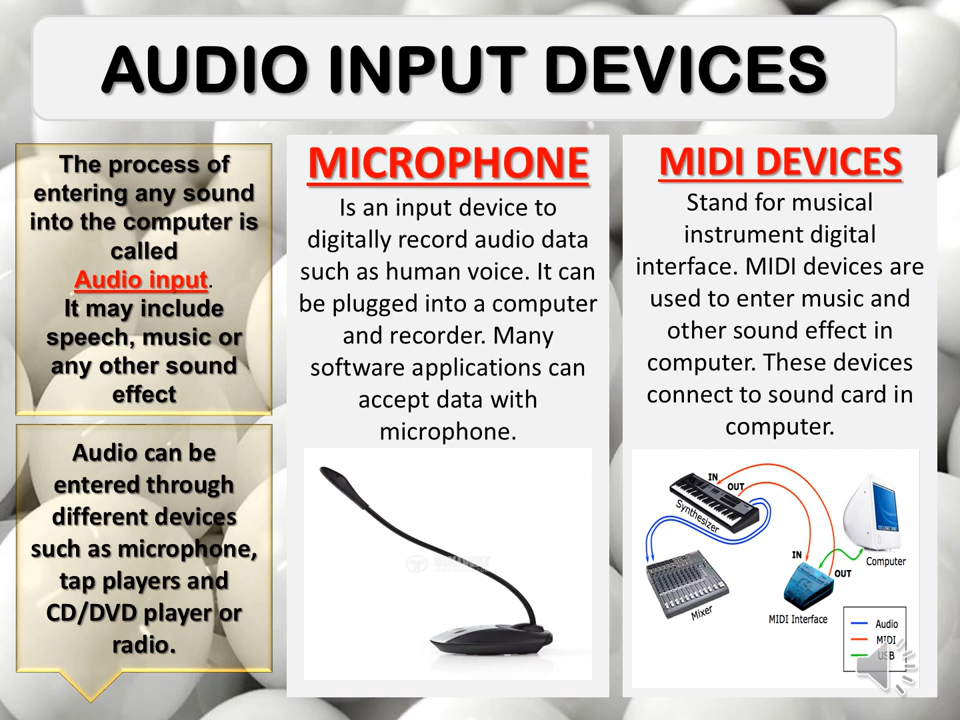 AUDIO INPUT DEVICES
The process of
entering any sound
into the computer is
called
Audio input.
It may include
speech, music or
any other sound
effect
Audio can be
entered through
different devices
such as microphone,
tap players and
CD/DVD player or
radio.
MICROPHONE
Is an input device to
digitally record audio data
such as human voice. It can
be plugged into a computer
and recorder. Many
software applications can
accept data with
microphone.
MIDI DEVICES
Stand for musical
instrument digital
interface. MIDI devices are
used to enter music and
other sound effect in
computer. These devices
connect to sound card in
computer.
IN
OUT
Synthesizer
Mixer
IN
OUT
MIDI Interface
Computer
Audio
MIDI
USB